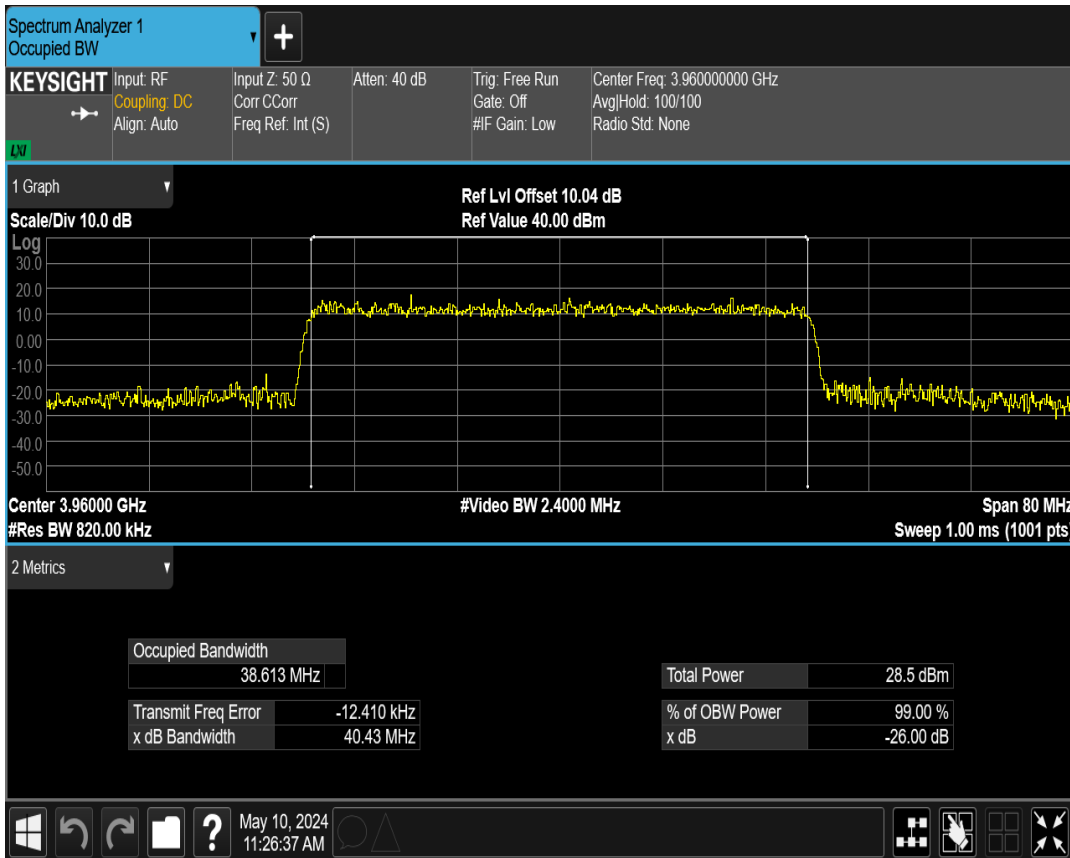 Spectrum Analyzer 1
Occupied BW
+
KEYSIGHT
LXI
Input: RF
Coupling: DC
Align: Auto
Input Z: 50 Ω
Corr CCorr
Freq Ref: Int (S)
Atten: 40 dB
Trig: Free Run
Gate: Off
#IF Gain: Low
Center Freq: 3.960000000 GHz
Avg|Hold: 100/100
Radio Std: None
1 Graph
Scale/Div 10.0 dB
Ref Lvl Offset 10.04 dB
Ref Value 40.00 dBm
Log
30.0
20.0
10.0
0.00
-10.0
-20.0
-30.0
-40.0
-50.0
Center 3.96000 GHz
#Video BW 2.4000 MHz
Span 80 MHz
#Res BW 820.00 kHz
Sweep 1.00 ms (1001 pts)
2 Metrics
Occupied Bandwidth
38.613 MHz
Total Power 28.5 dBm
Transmit Freq Error -12.410 kHz
% of OBW Power 99.00 %
x dB Bandwidth 40.43 MHz
x dB -26.00 dB
?
May 10, 2024
11:26:37 AM